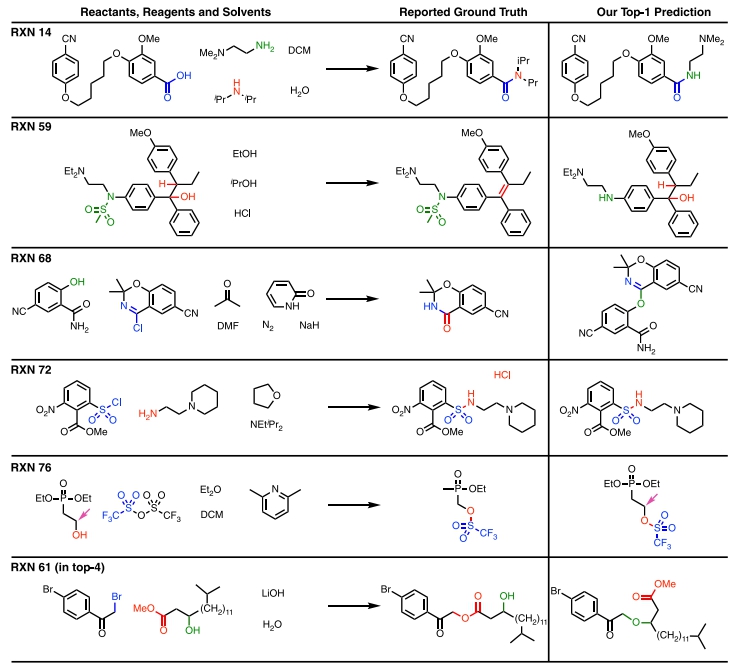 Reactants, Reagents and Solvents Reported Ground Truth Our Top-1 Prediction
RXN 14
CN O OMe OH O O
Me2N NH2 DCM
iPr H N iPr H2O
CN O OMe iPr N iPr O O
CN O OMe NMe2 NH O O
RXN 59
MeO NEt2 H OH N O S O
EtOH
iPrOH
HCl
MeO Et2N N O S O
MeO Et2N H OH HN
RXN 68
OH NC O NH2
O N CN Cl
O DMF
N2
O NH NaH
O HN CN O
O N CN O NC O NH2
RXN 72
O2N Cl S O O O OMe
H2N N
O
NEtiPr2
HCl
O2N H N S O O N O OMe
O2N H N S O O N O OMe
RXN 76
O EtO P OEt OH
O O O O S S F3C O CF3
Et2O
DCM
N
O P OEt O O S O CF3
O EtO P OEt O O S O CF3
RXN 61 (in top-4)
Br Br O
MeO O OH (CH2)11
LiOH
H2O
Br O O O OH (CH2)11
Br O O O OMe (CH2)11